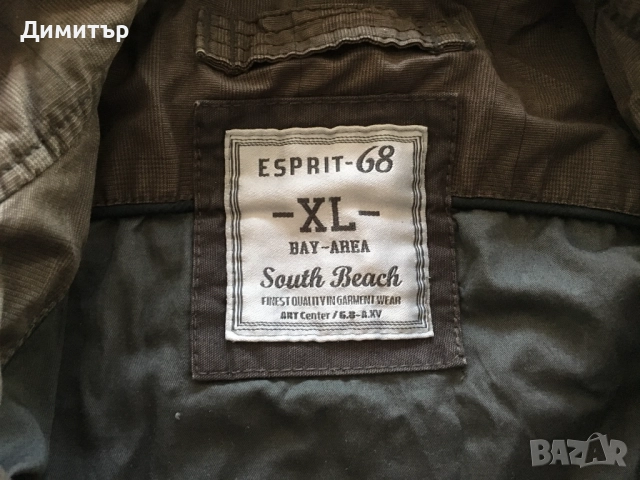 Димитър
ESPRIT-68
-XL-
BAY-AREA
South Beach
FINEST QUALITY IN GARMENT WEAR
ART Center / 6.8-A.XV
BAZAR